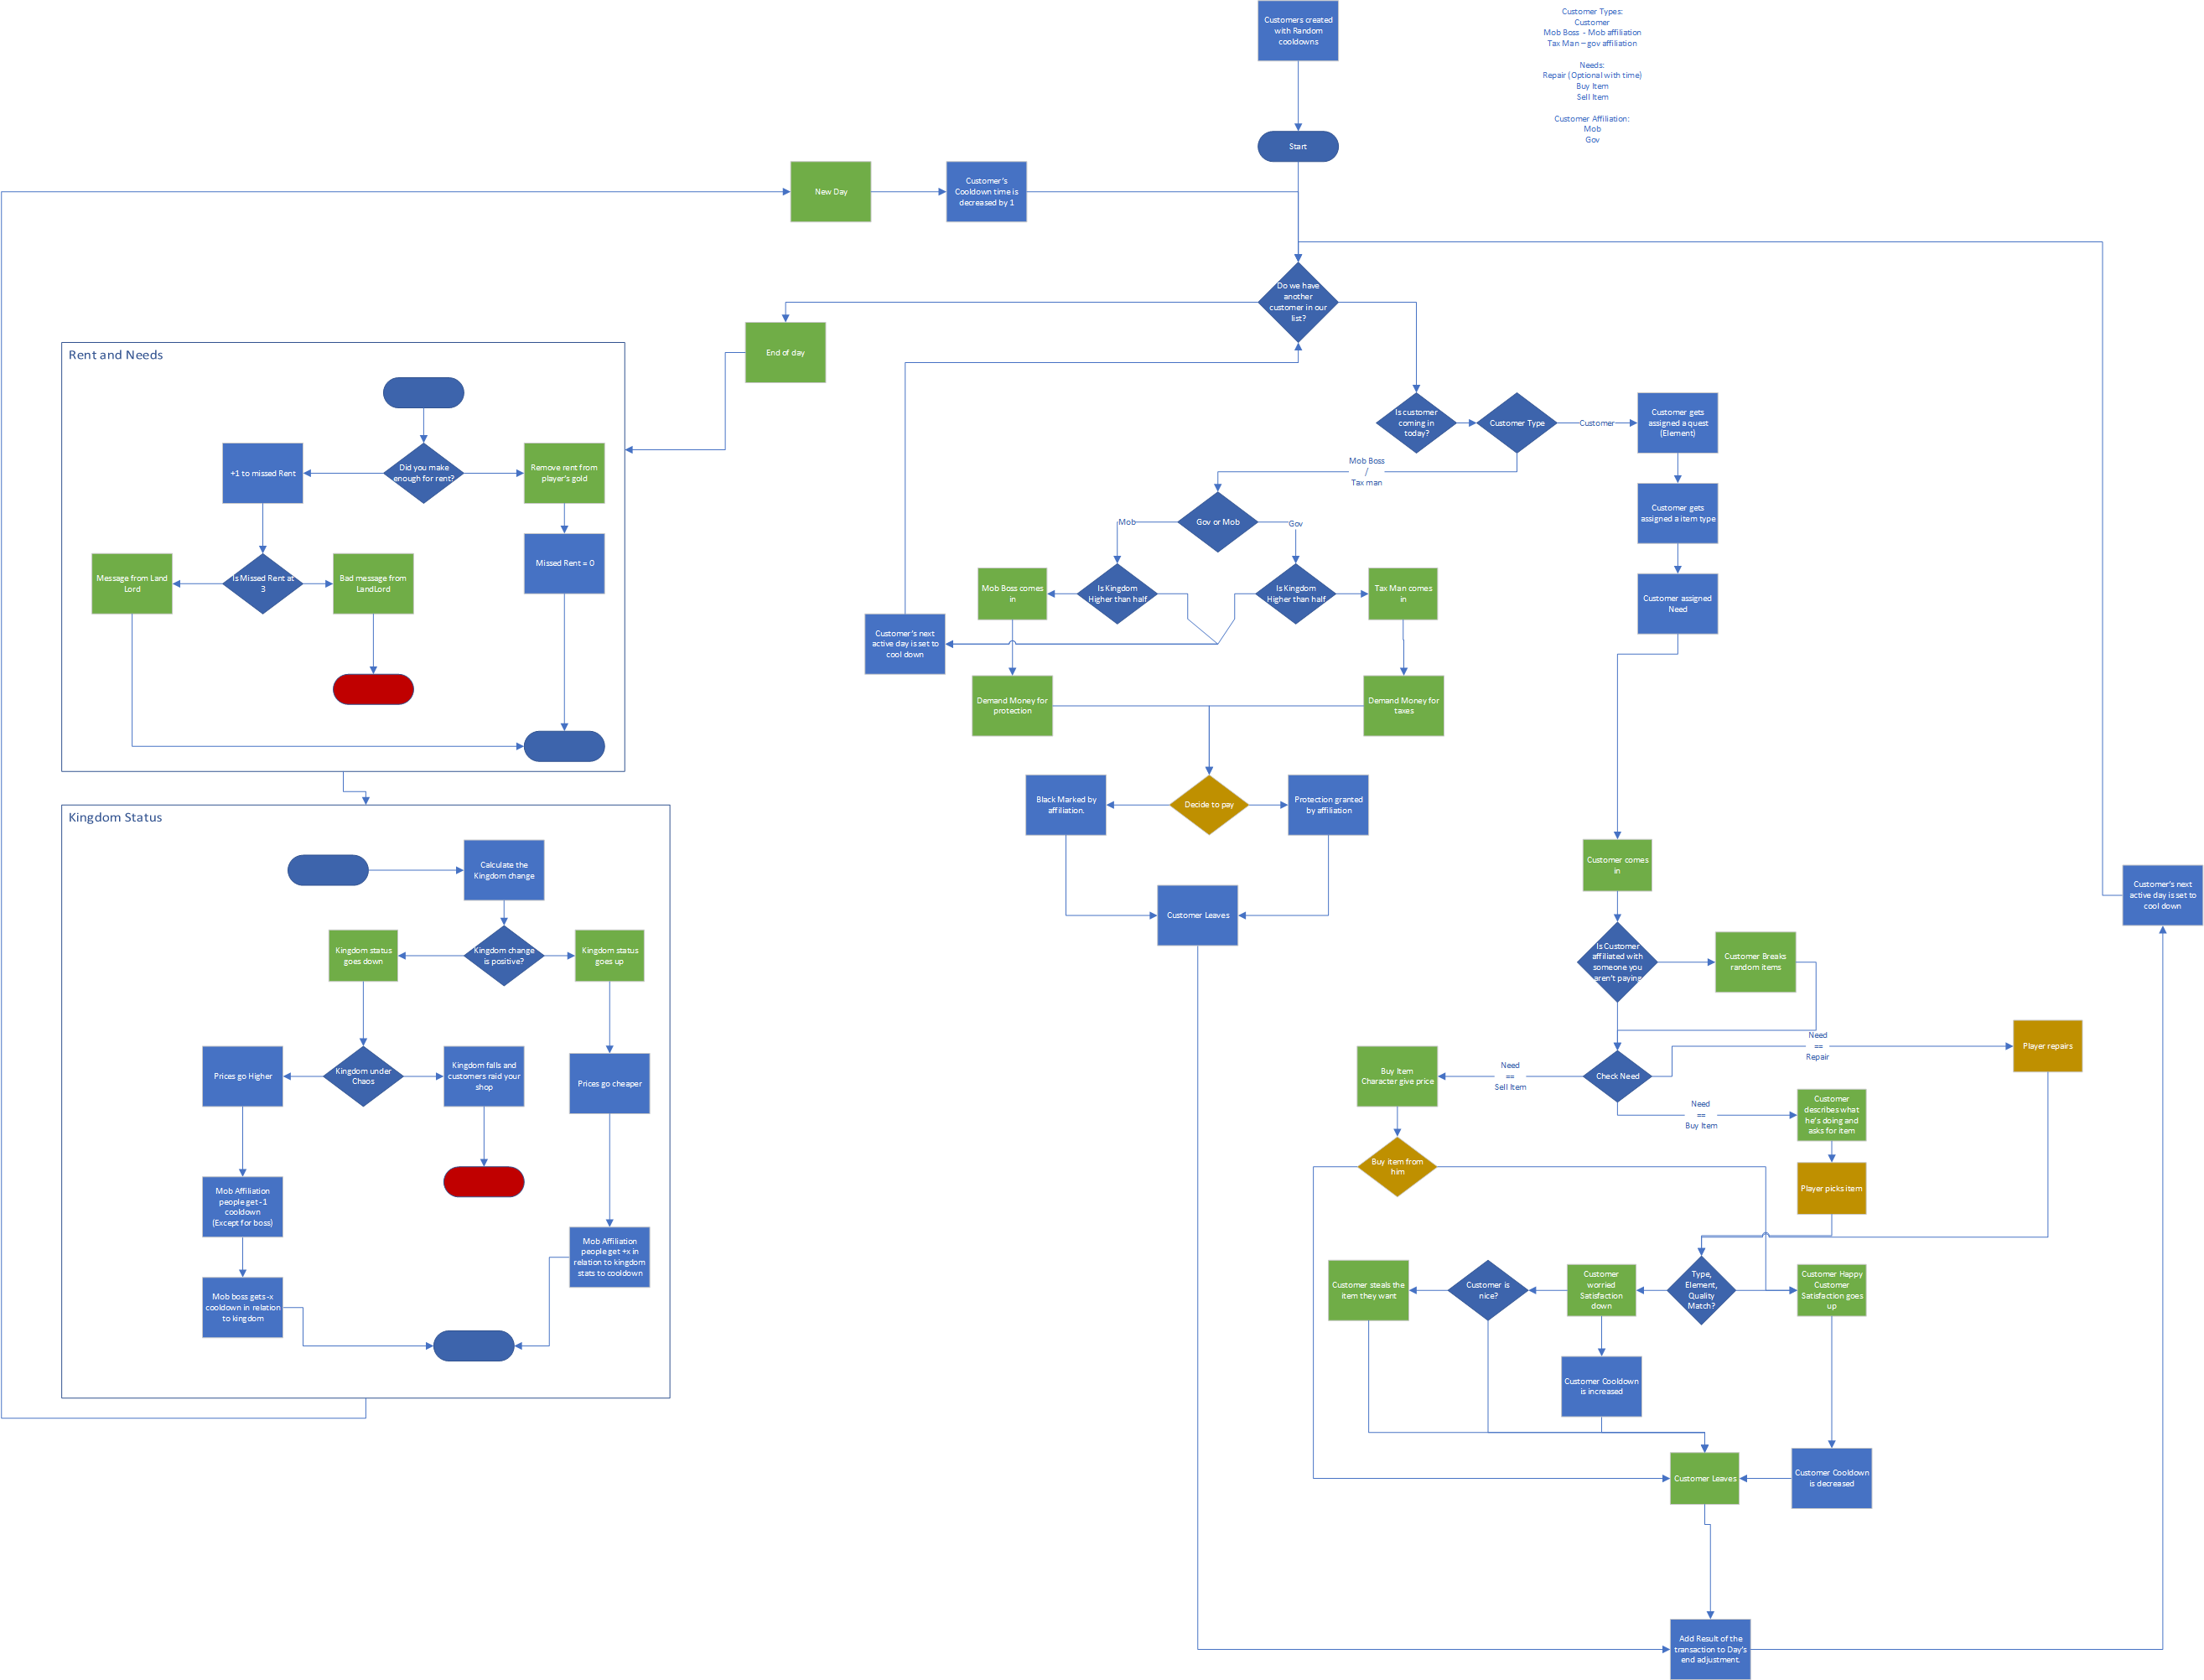 Customers created
with Random
cooldowns
Customer Types:
Customer
Mob Boss - Mob affiliation
Tax Man – gov affiliation
Needs:
Repair (Optional with time)
Buy Item
Sell Item
Customer Affiliation:
Mob
Gov
Start
New Day
Customer's
Cooldown time is
decreased by 1
Do we have
another
customer in our
list?
End of day
Rent and Needs
Did you make
enough for rent?
+1 to missed Rent
Remove rent from
player's gold
Is Missed Rent at
3
Message from Land
Lord
Bad message from
LandLord
Missed Rent = 0
Kingdom Status
Calculate the
Kingdom change
Kingdom change
is positive?
Kingdom status
goes down
Kingdom status
goes up
Kingdom under
Chaos
Prices go Higher
Kingdom falls and
customers raid your
shop
Prices go cheaper
Mob Affiliation
people get -1
cooldown
(Except for boss)
Mob Affiliation
people get +x in
relation to kingdom
stats to cooldown
Mob boss gets -x
cooldown in relation
to kingdom
Is customer
coming in
today?
Customer Type
Customer
Customer gets
assigned a quest
(Element)
Mob Boss
/
Tax man
Gov or Mob
Mob
Gov
Customer gets
assigned a item type
Mob Boss comes
in
Is Kingdom
Higher than half
Is Kingdom
Higher than half
Tax Man comes
in
Customer assigned
Need
Customer's next
active day is set to
cool down
Demand Money for
protection
Demand Money for
taxes
Black Marked by
affiliation.
Decide to pay
Protection granted
by affiliation
Customer Leaves
Customer comes
in
Customer's next
active day is set to
cool down
Is Customer
affiliated with
someone you
aren't paying
Customer Breaks
random items
Need
==
Repair
Player repairs
Buy Item
Character give price
Need
==
Sell Item
Check Need
Need
==
Buy Item
Customer
describes what
he's doing and
asks for item
Buy item from
him
Player picks item
Customer steals the
item they want
Customer is
nice?
Customer
worried
Satisfaction
down
Type,
Element,
Quality
Match?
Customer Happy
Customer
Satisfaction goes
up
Customer Cooldown
is increased
Customer Leaves
Customer Cooldown
is decreased
Add Result of the
transaction to Day's
end adjustment.